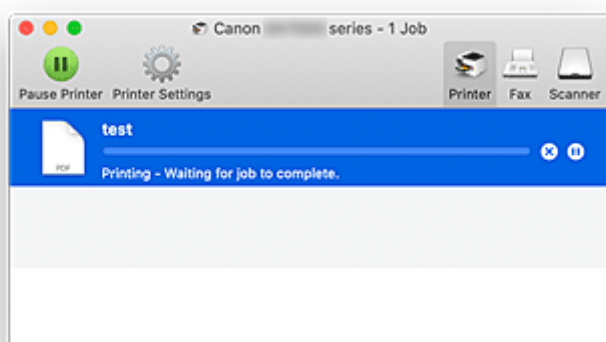 Canon series - 1 Job
Pause Printer Printer Settings Printer Fax Scanner
test
PDF
Printing - Waiting for job to complete.